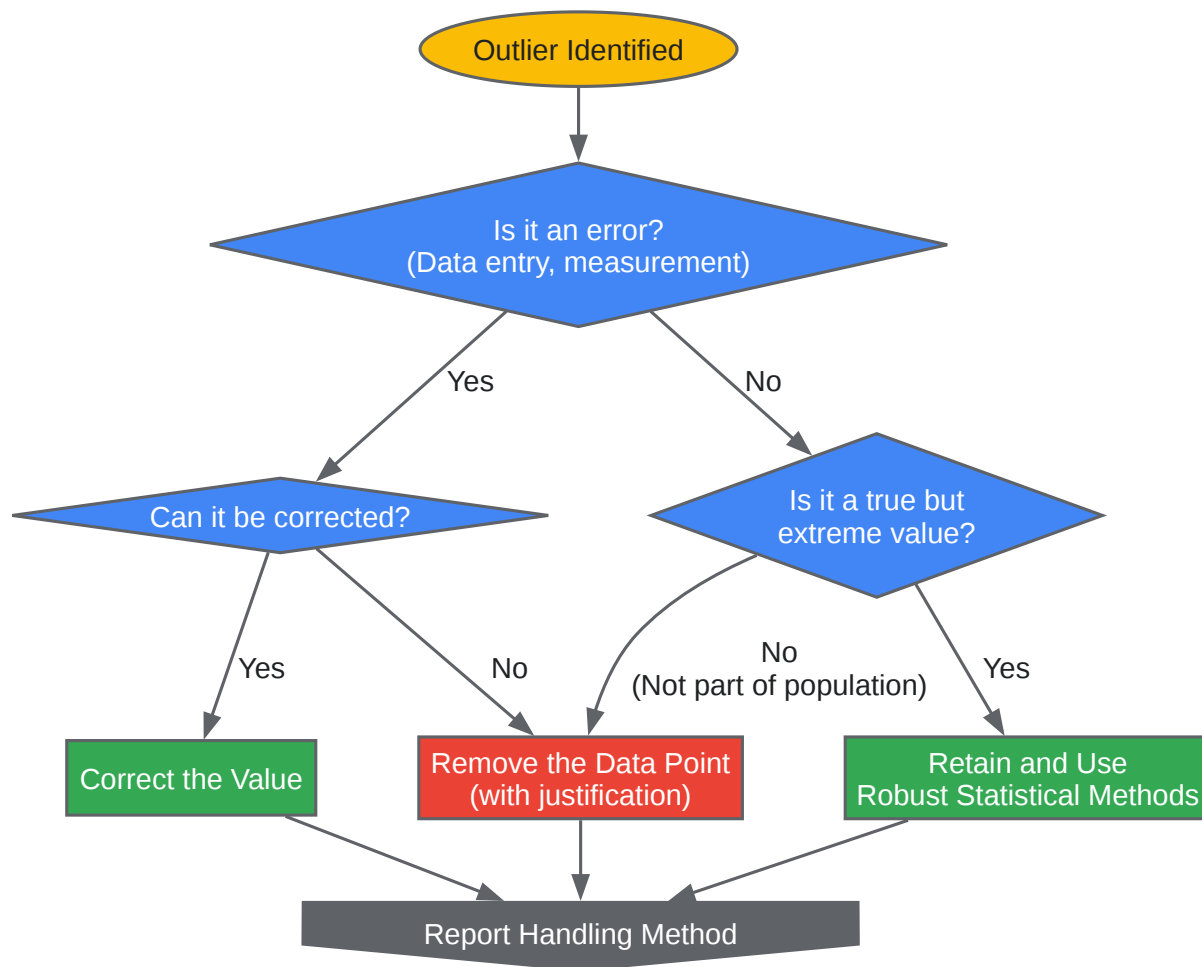 Outlier Identified
Is it an error?
(Data entry, measurement)
Yes
No
Can it be corrected?
Is it a true but
extreme value?
Yes
No
No
(Not part of population)
Yes
Correct the Value
Remove the Data Point
(with justification)
Retain and Use
Robust Statistical Methods
Report Handling Method